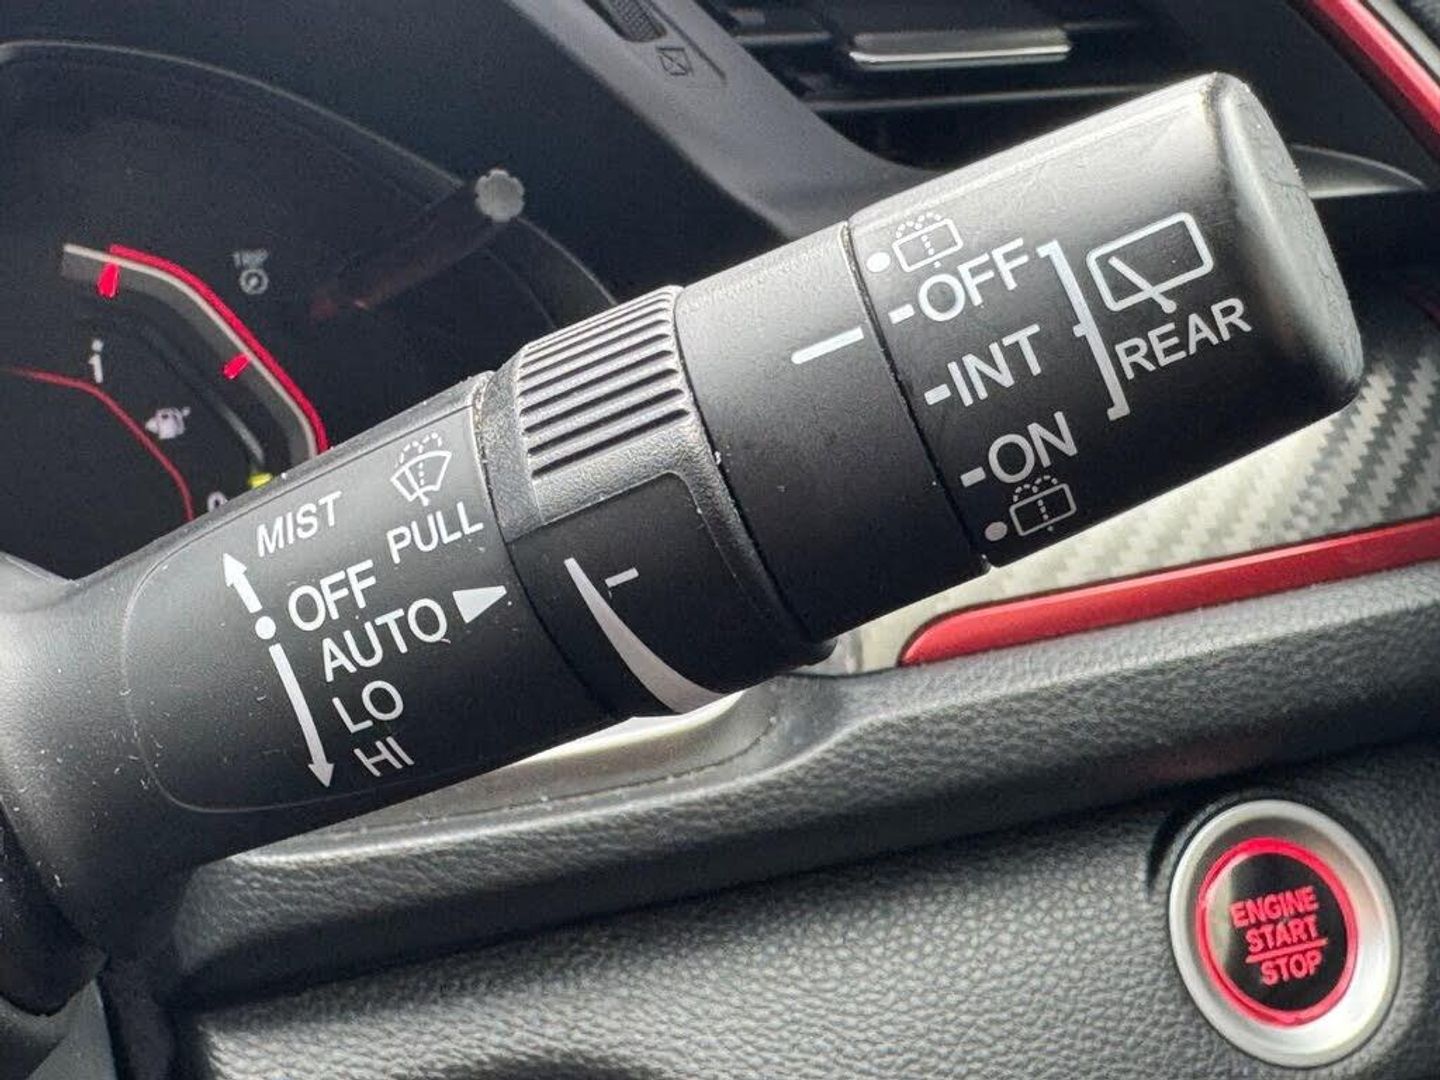 MIST
PULL
OFF
AUTO
LO
HI
OFF
INT
ON
REAR
ENGINE
START
STOP